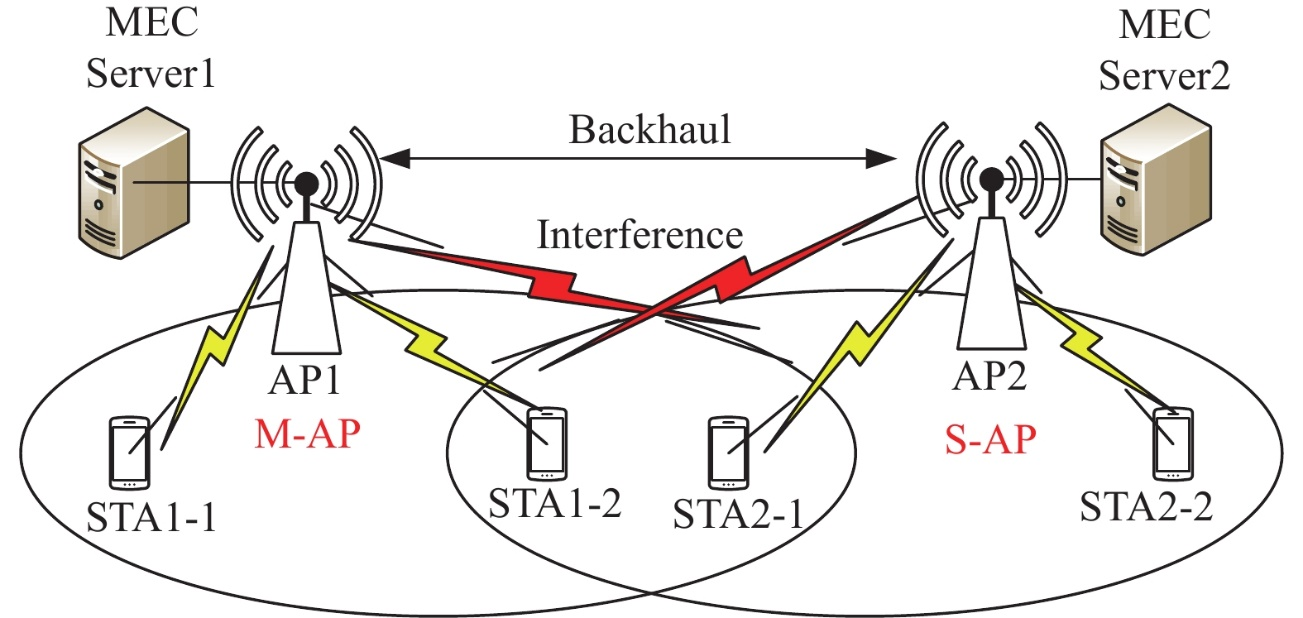 MEC
Server1
MEC
Server2
Backhaul
Interference
AP1
M-AP
AP2
S-AP
STA1-1
STA1-2
STA2-1
STA2-2